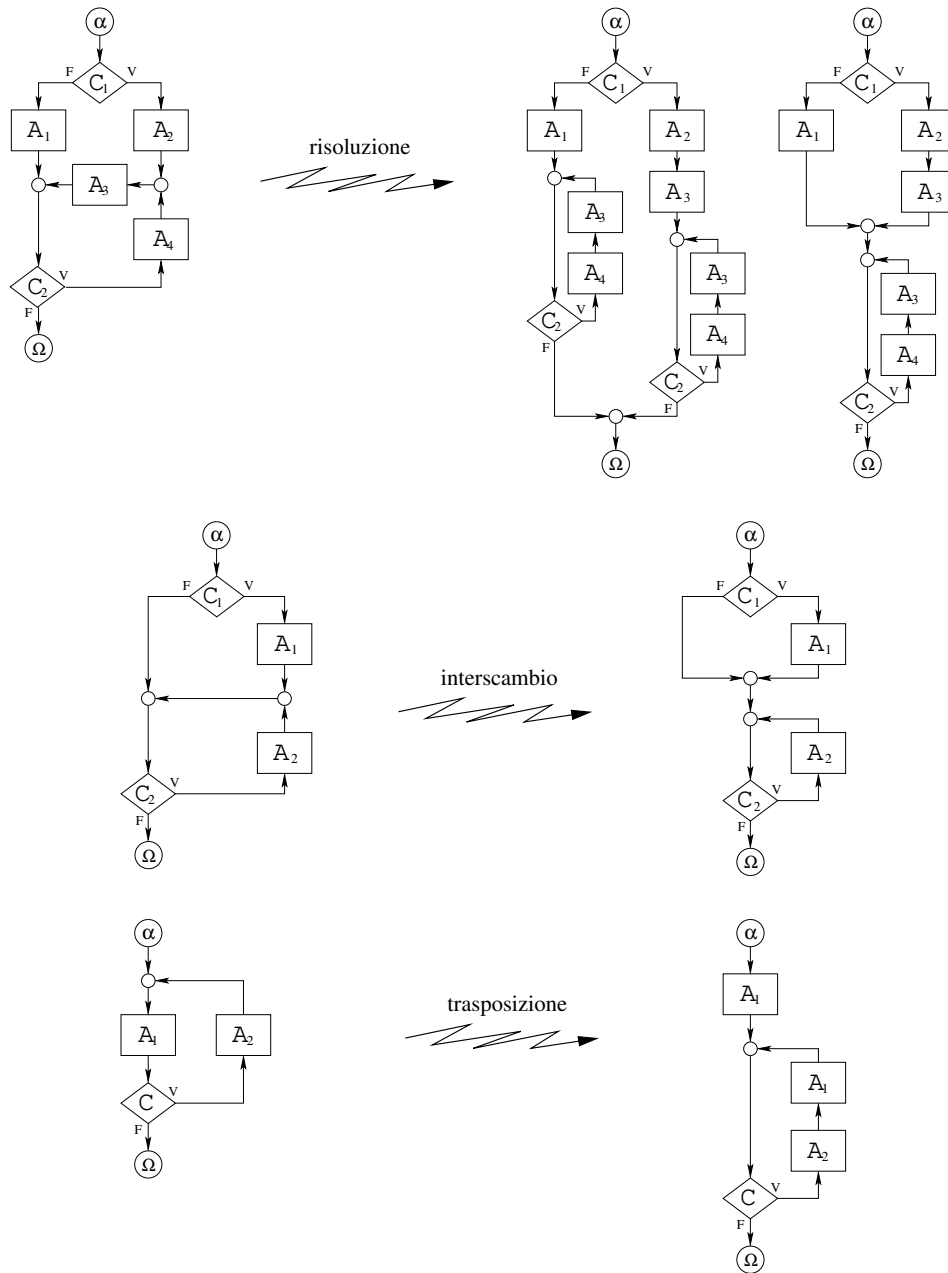 α α α
F C1 V F C1 V F C1 V
A1 A2 A1 A2 A1 A2
risoluzione
A3 A3 A3
A3
A4 A3
A4 A3
C2 V A4 C2 V A4
F F A4
Ω C2 V C2 V
F F
Ω Ω
α α
F C1 V F C1 V
A1 A1
interscambio
A2 A2
C2 V C2 V
F F
Ω Ω
α α
A1
trasposizione
A1 A2
A1
C V
F A2
Ω
C V
F
Ω